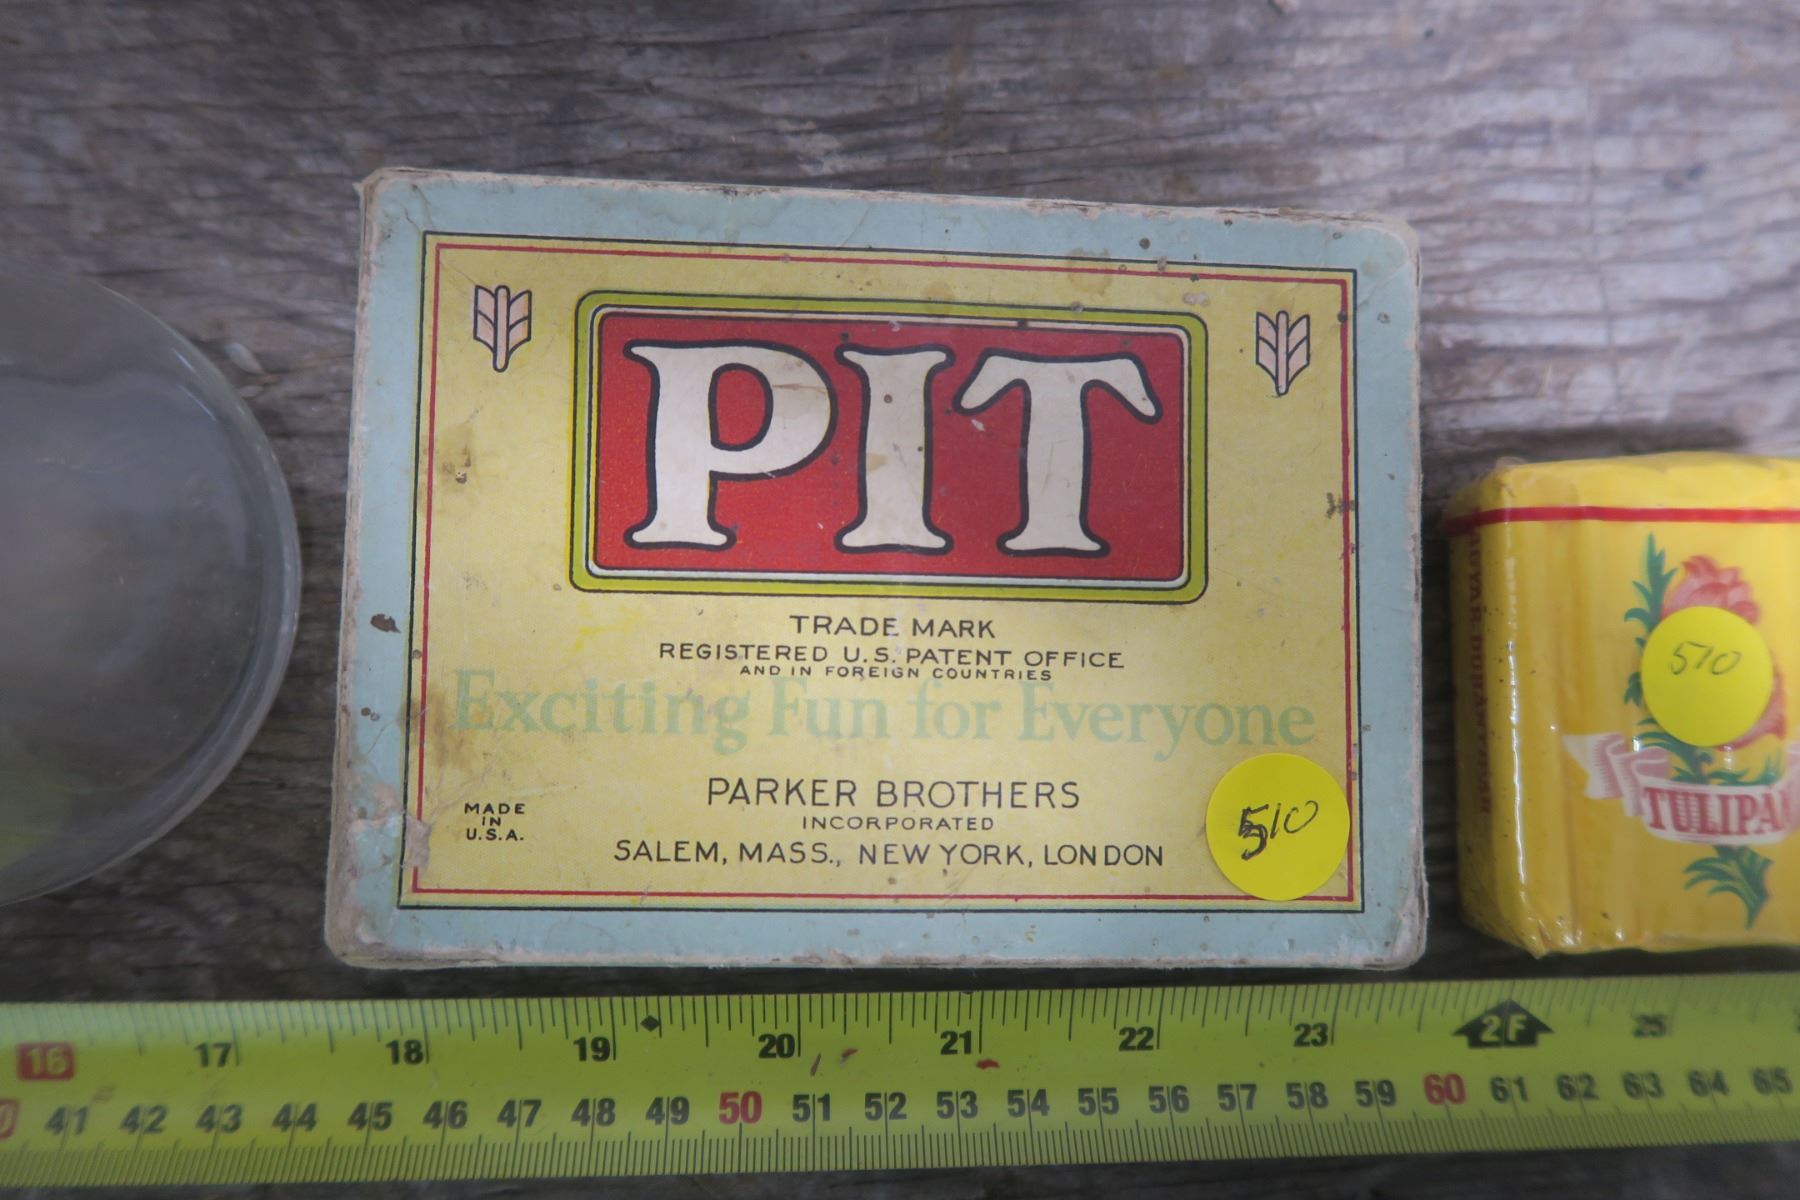 PIT
TRADE MARK
REGISTERED U.S. PATENT OFFICE
AND IN FOREIGN COUNTRIES
Exciting Fun for Everyone
PARKER BROTHERS
INCORPORATED
SALEM, MASS., NEW YORK, LONDON
MADE
IN
U.S.A.
510
510
TULIPAN
16 17 18 19 20 21 22 23 2F 25
41 42 43 44 45 46 47 48 49 50 51 52 53 54 55 56 57 58 59 60 61 62 63 64 65